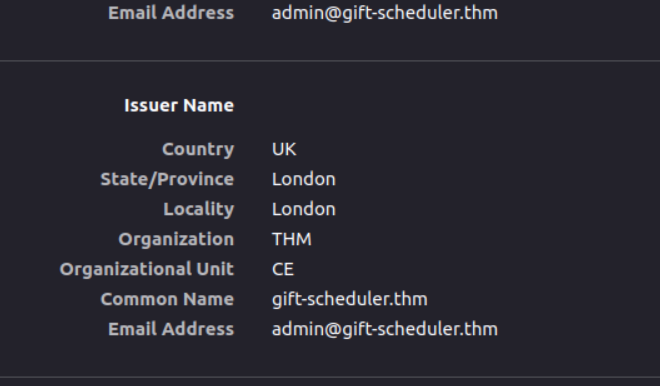 Email Address admin@gift-scheduler.thm
Issuer Name
Country UK
State/Province London
Locality London
Organization THM
Organizational Unit CE
Common Name gift-scheduler.thm
Email Address admin@gift-scheduler.thm